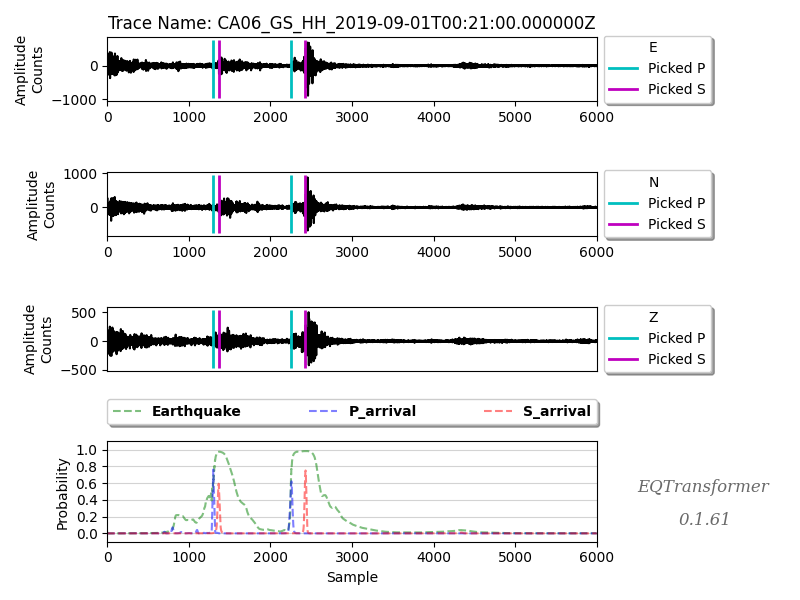 Trace Name: CA06_GS_HH_2019-09-01T00:21:00.000000Z
Amplitude
Counts
0
−1000
0 1000 2000 3000 4000 5000 6000
E
Picked P
Picked S
Amplitude
Counts
1000
0
0 1000 2000 3000 4000 5000 6000
N
Picked P
Picked S
Amplitude
Counts
500
0
−500
0 1000 2000 3000 4000 5000 6000
Z
Picked P
Picked S
Earthquake P_arrival S_arrival
Probability
1.0
0.8
0.6
0.4
0.2
0.0
0 1000 2000 3000 4000 5000 6000
Sample
EQTransformer
0.1.61